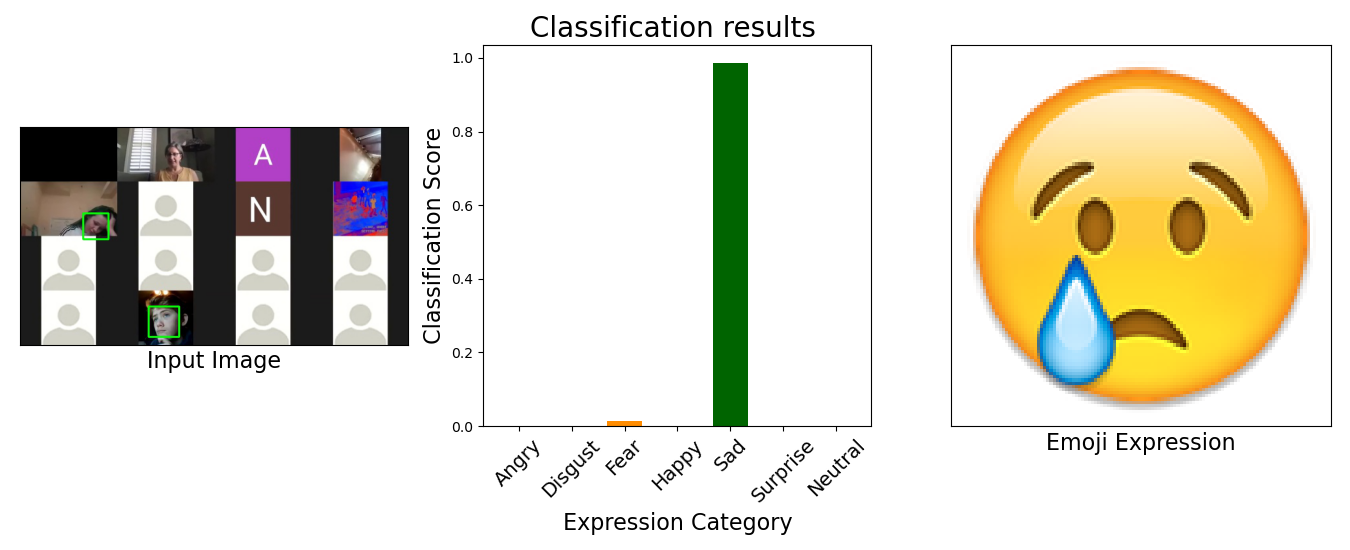 Classification results
A
N
Input Image
Classification Score
1.0
0.8
0.6
0.4
0.2
0.0
Angry
Disgust
Fear
Happy
Sad
Surprise
Neutral
Expression Category
Emoji Expression